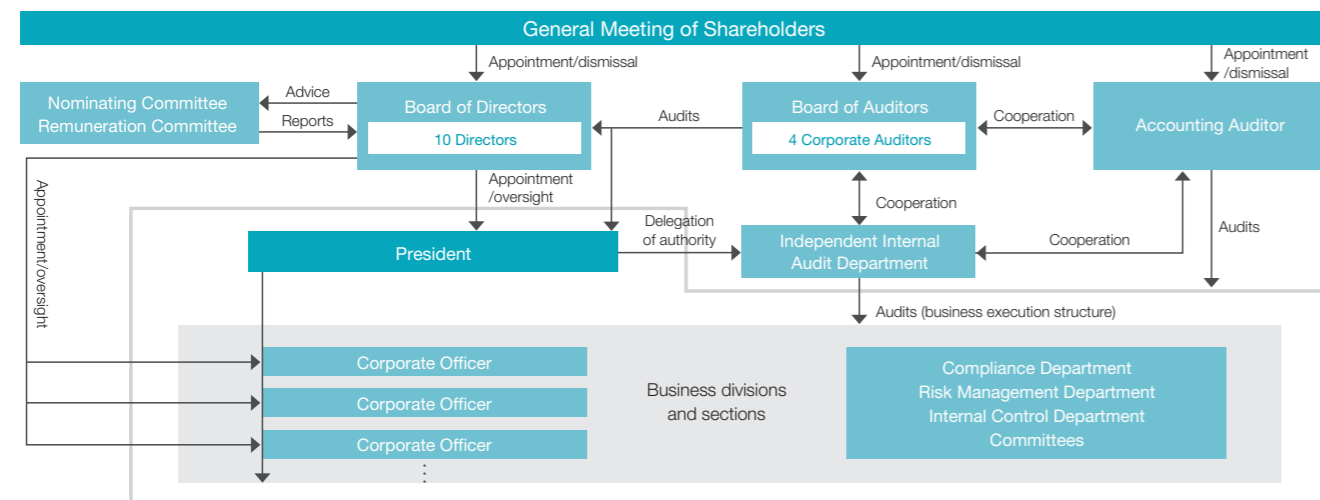 General Meeting of Shareholders
Appointment/dismissal
Appointment/dismissal
Appointment
/dismissal
Nominating Committee
Remuneration Committee
Advice
Reports
Board of Directors
10 Directors
Audits
Board of Auditors
4 Corporate Auditors
Cooperation
Accounting Auditor
Appointment/oversight
Appointment
/oversight
Cooperation
Delegation
of authority
President
Independent Internal
Audit Department
Cooperation
Audits
Audits (business execution structure)
Corporate Officer
Corporate Officer
Corporate Officer
⋮
Business divisions
and sections
Compliance Department
Risk Management Department
Internal Control Department
Committees